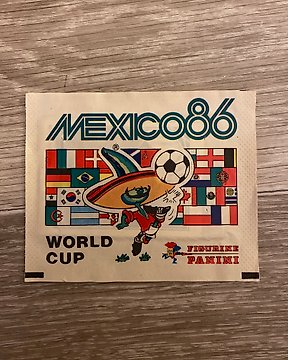 MEXICO86
®
WORLD
CUP
FIGURINE
PANINI